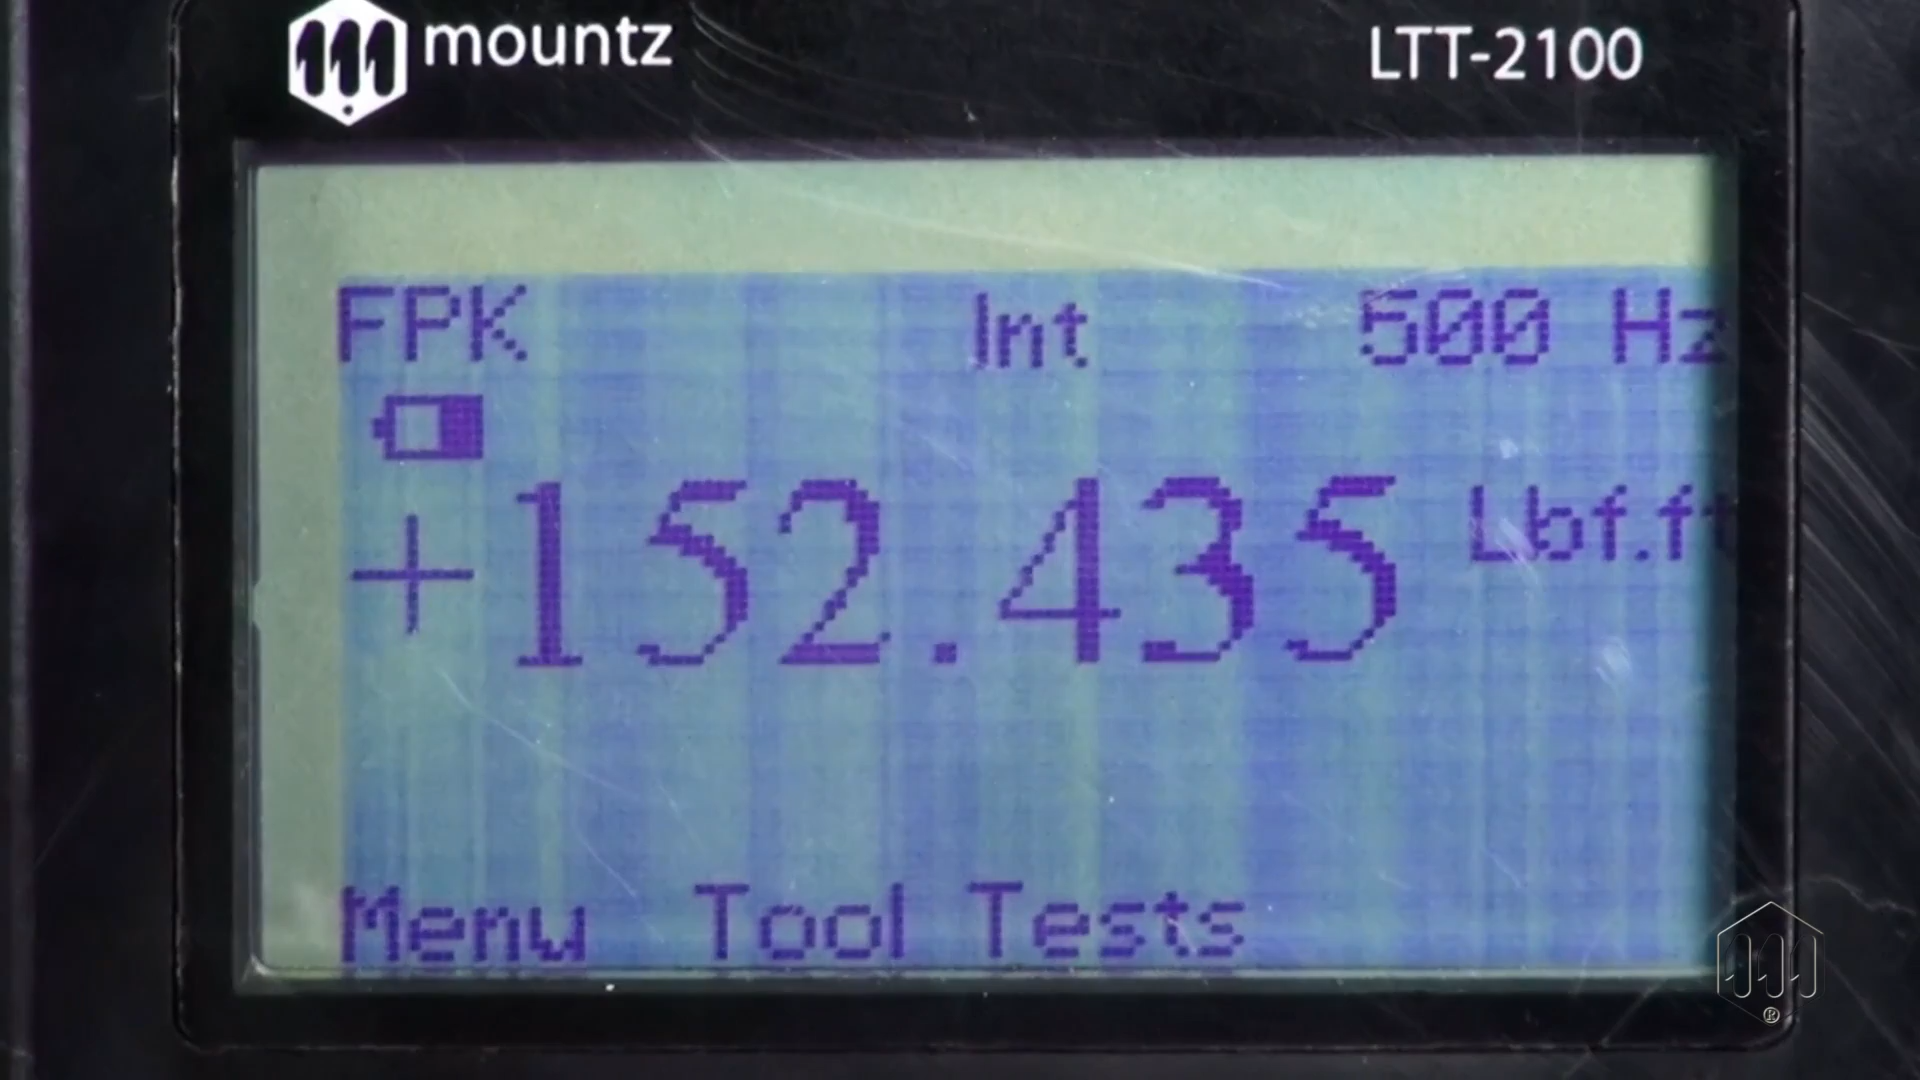 mountz LTT-2100
FPK Int 500 Hz
+152.435 Lbf.ft
Menu Tool Tests
®